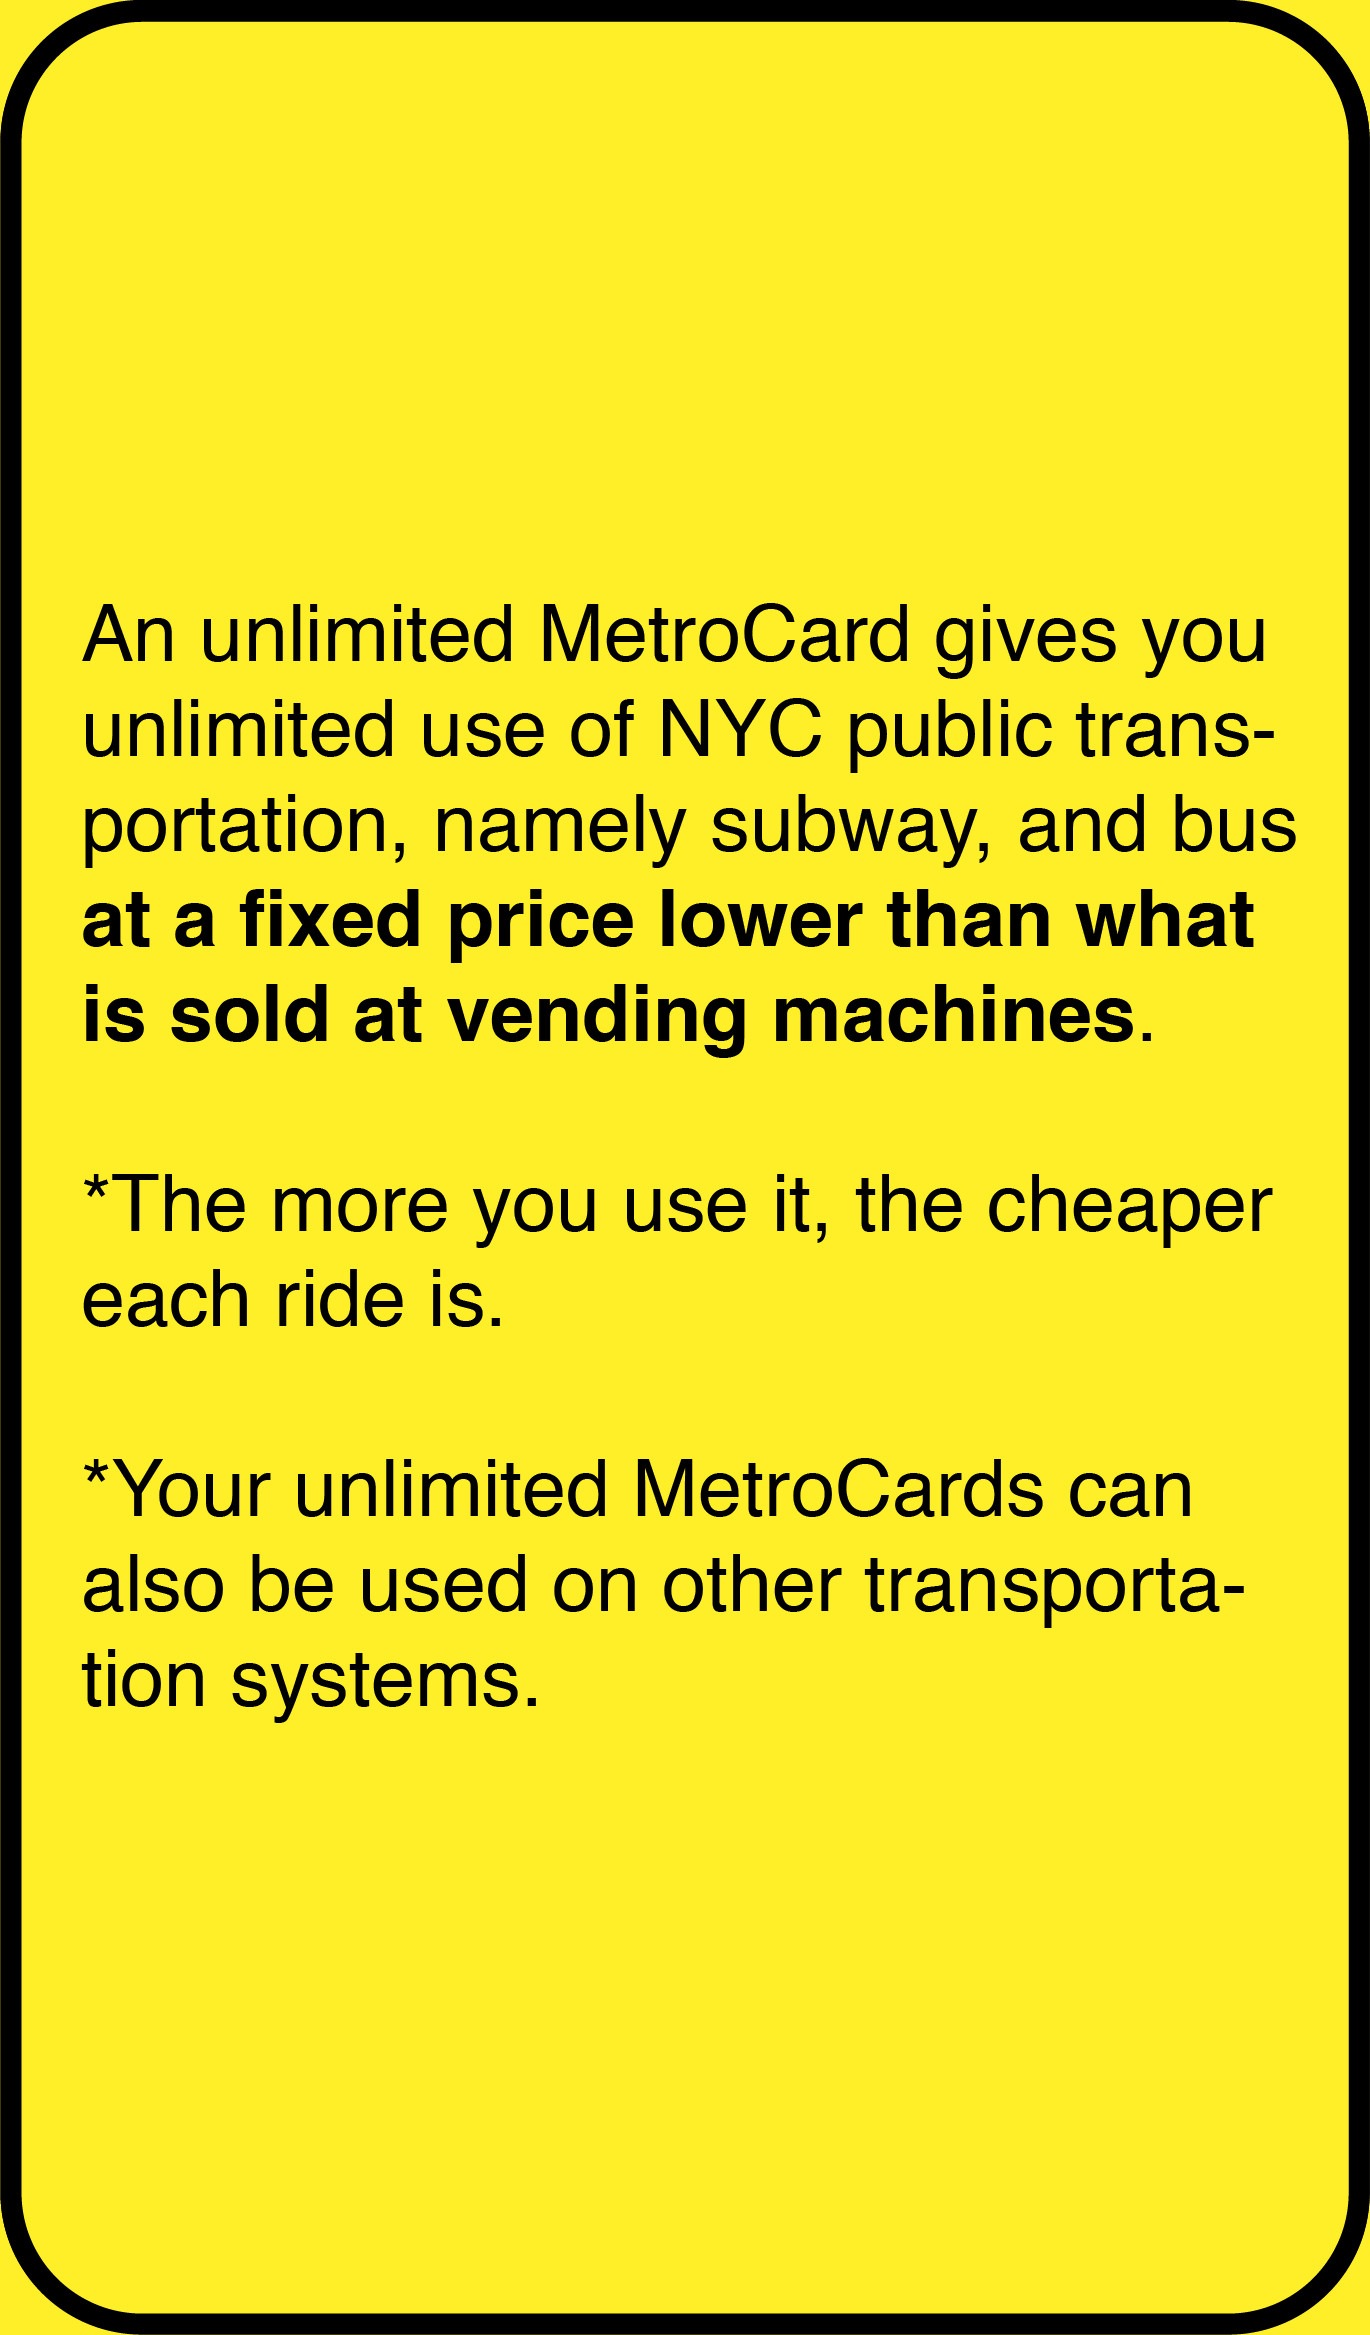 An unlimited MetroCard gives you
unlimited use of NYC public trans-
portation, namely subway, and bus
at a fixed price lower than what
is sold at vending machines.
*The more you use it, the cheaper
each ride is.
*Your unlimited MetroCards can
also be used on other transporta-
tion systems.